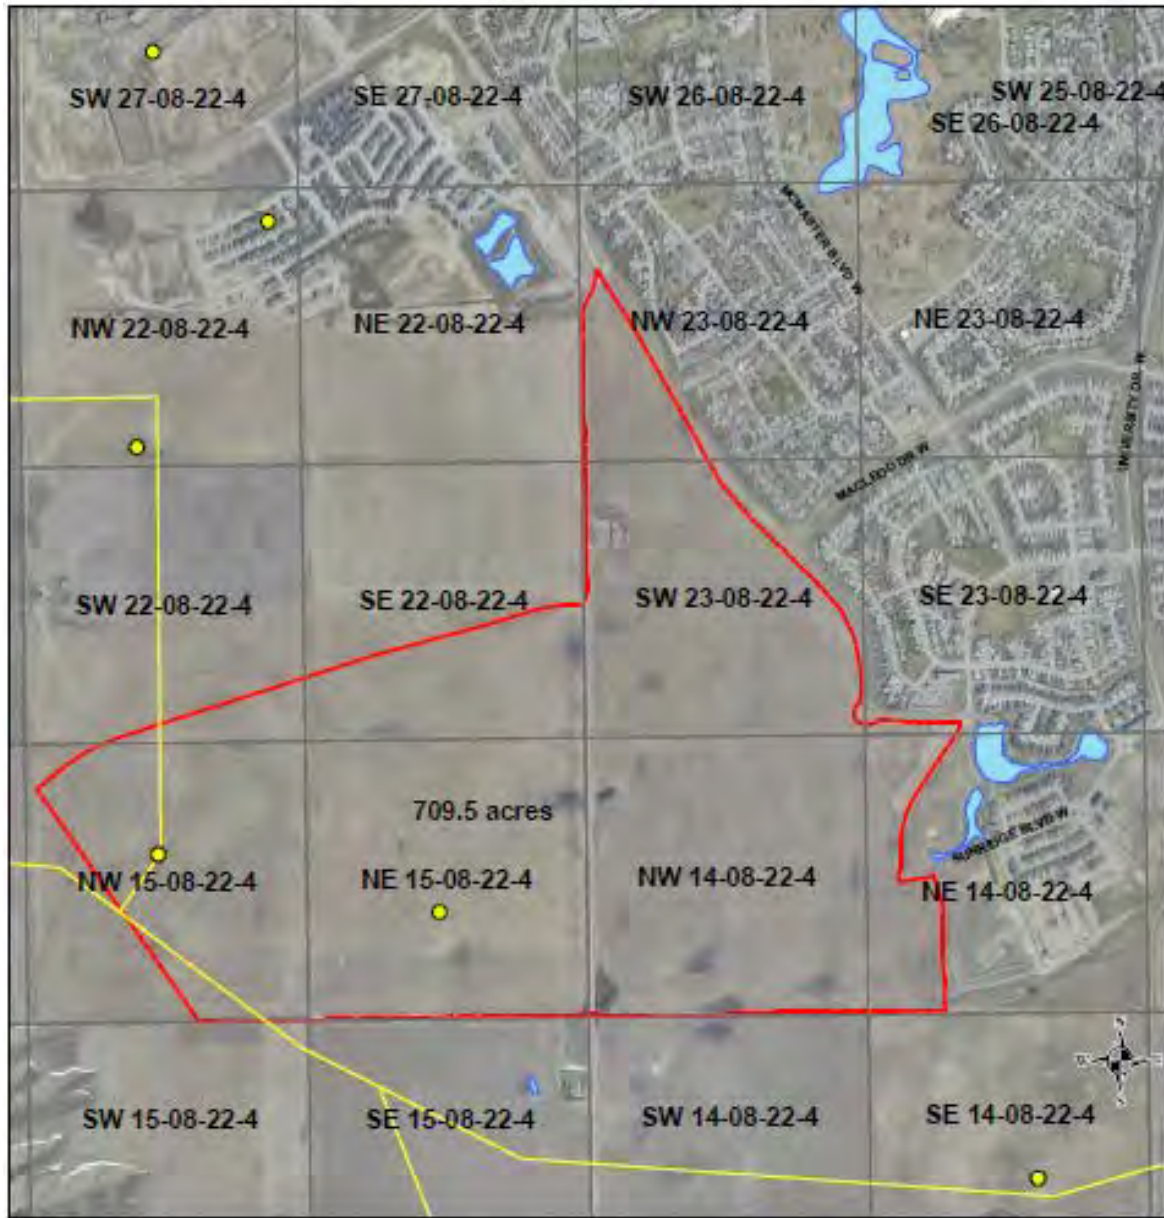 SW 27-08-22-4
SE 27-08-22-4
SW 26-08-22-4
SW 25-08-22-4
SE 26-08-22-4
MCMASTER BLVD W
NW 22-08-22-4
NE 22-08-22-4
NW 23-08-22-4
NE 23-08-22-4
UNIVERSITY DR W
MACLEOD DR W
SW 22-08-22-4
SE 22-08-22-4
SW 23-08-22-4
SE 23-08-22-4
709.5 acres
SUNRIDGE BLVD W
NW 15-08-22-4
NE 15-08-22-4
NW 14-08-22-4
NE 14-08-22-4
SW 15-08-22-4
SE 15-08-22-4
SW 14-08-22-4
SE 14-08-22-4